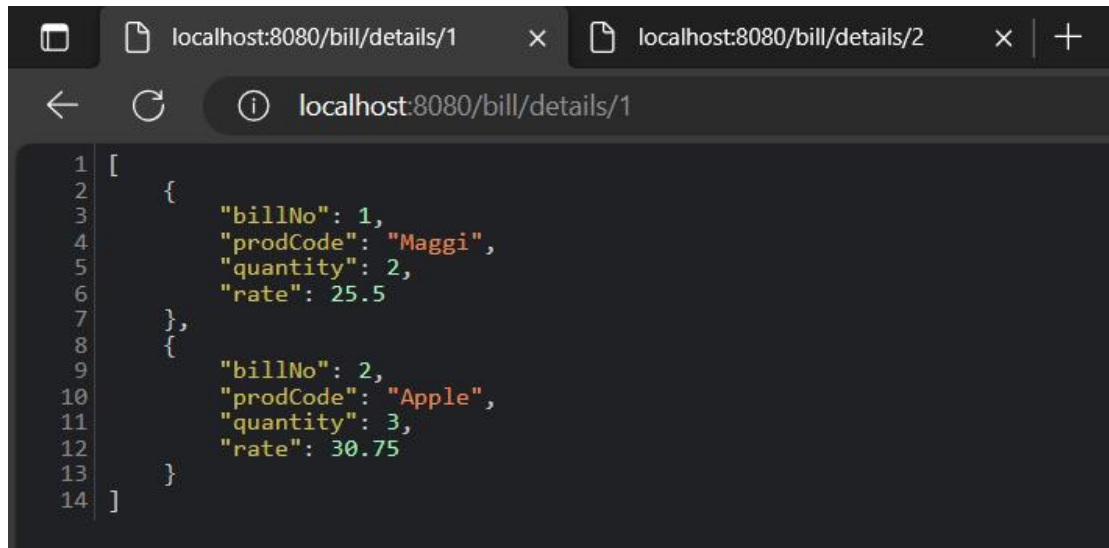 localhost:8080/bill/details/1 localhost:8080/bill/details/2
localhost:8080/bill/details/1
1 [
2 {
3 "billNo": 1,
4 "prodCode": "Maggi",
5 "quantity": 2,
6 "rate": 25.5
7 },
8 {
9 "billNo": 2,
10 "prodCode": "Apple",
11 "quantity": 3,
12 "rate": 30.75
13 }
14 ]